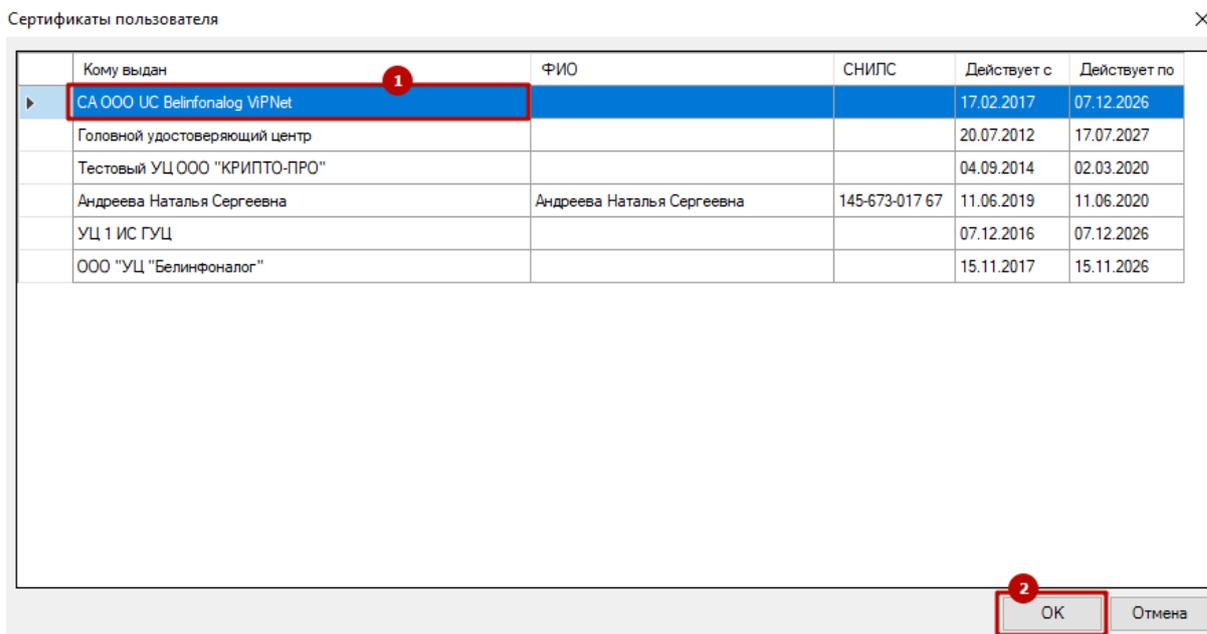 Сертификаты пользователя
Кому выдан ФИО СНИЛС Действует с Действует по
1
CA ООО UC Belinfonalog ViPNet 17.02.2017 07.12.2026
Головной удостоверяющий центр 20.07.2012 17.07.2027
Тестовый УЦ ООО "КРИПТО-ПРО" 04.09.2014 02.03.2020
Андреева Наталья Сергеевна Андреева Наталья Сергеевна 145-673-017 67 11.06.2019 11.06.2020
УЦ 1 ИС ГУЦ 07.12.2016 07.12.2026
ООО "УЦ "Белинфоналог" 15.11.2017 15.11.2026
2
OK Отмена